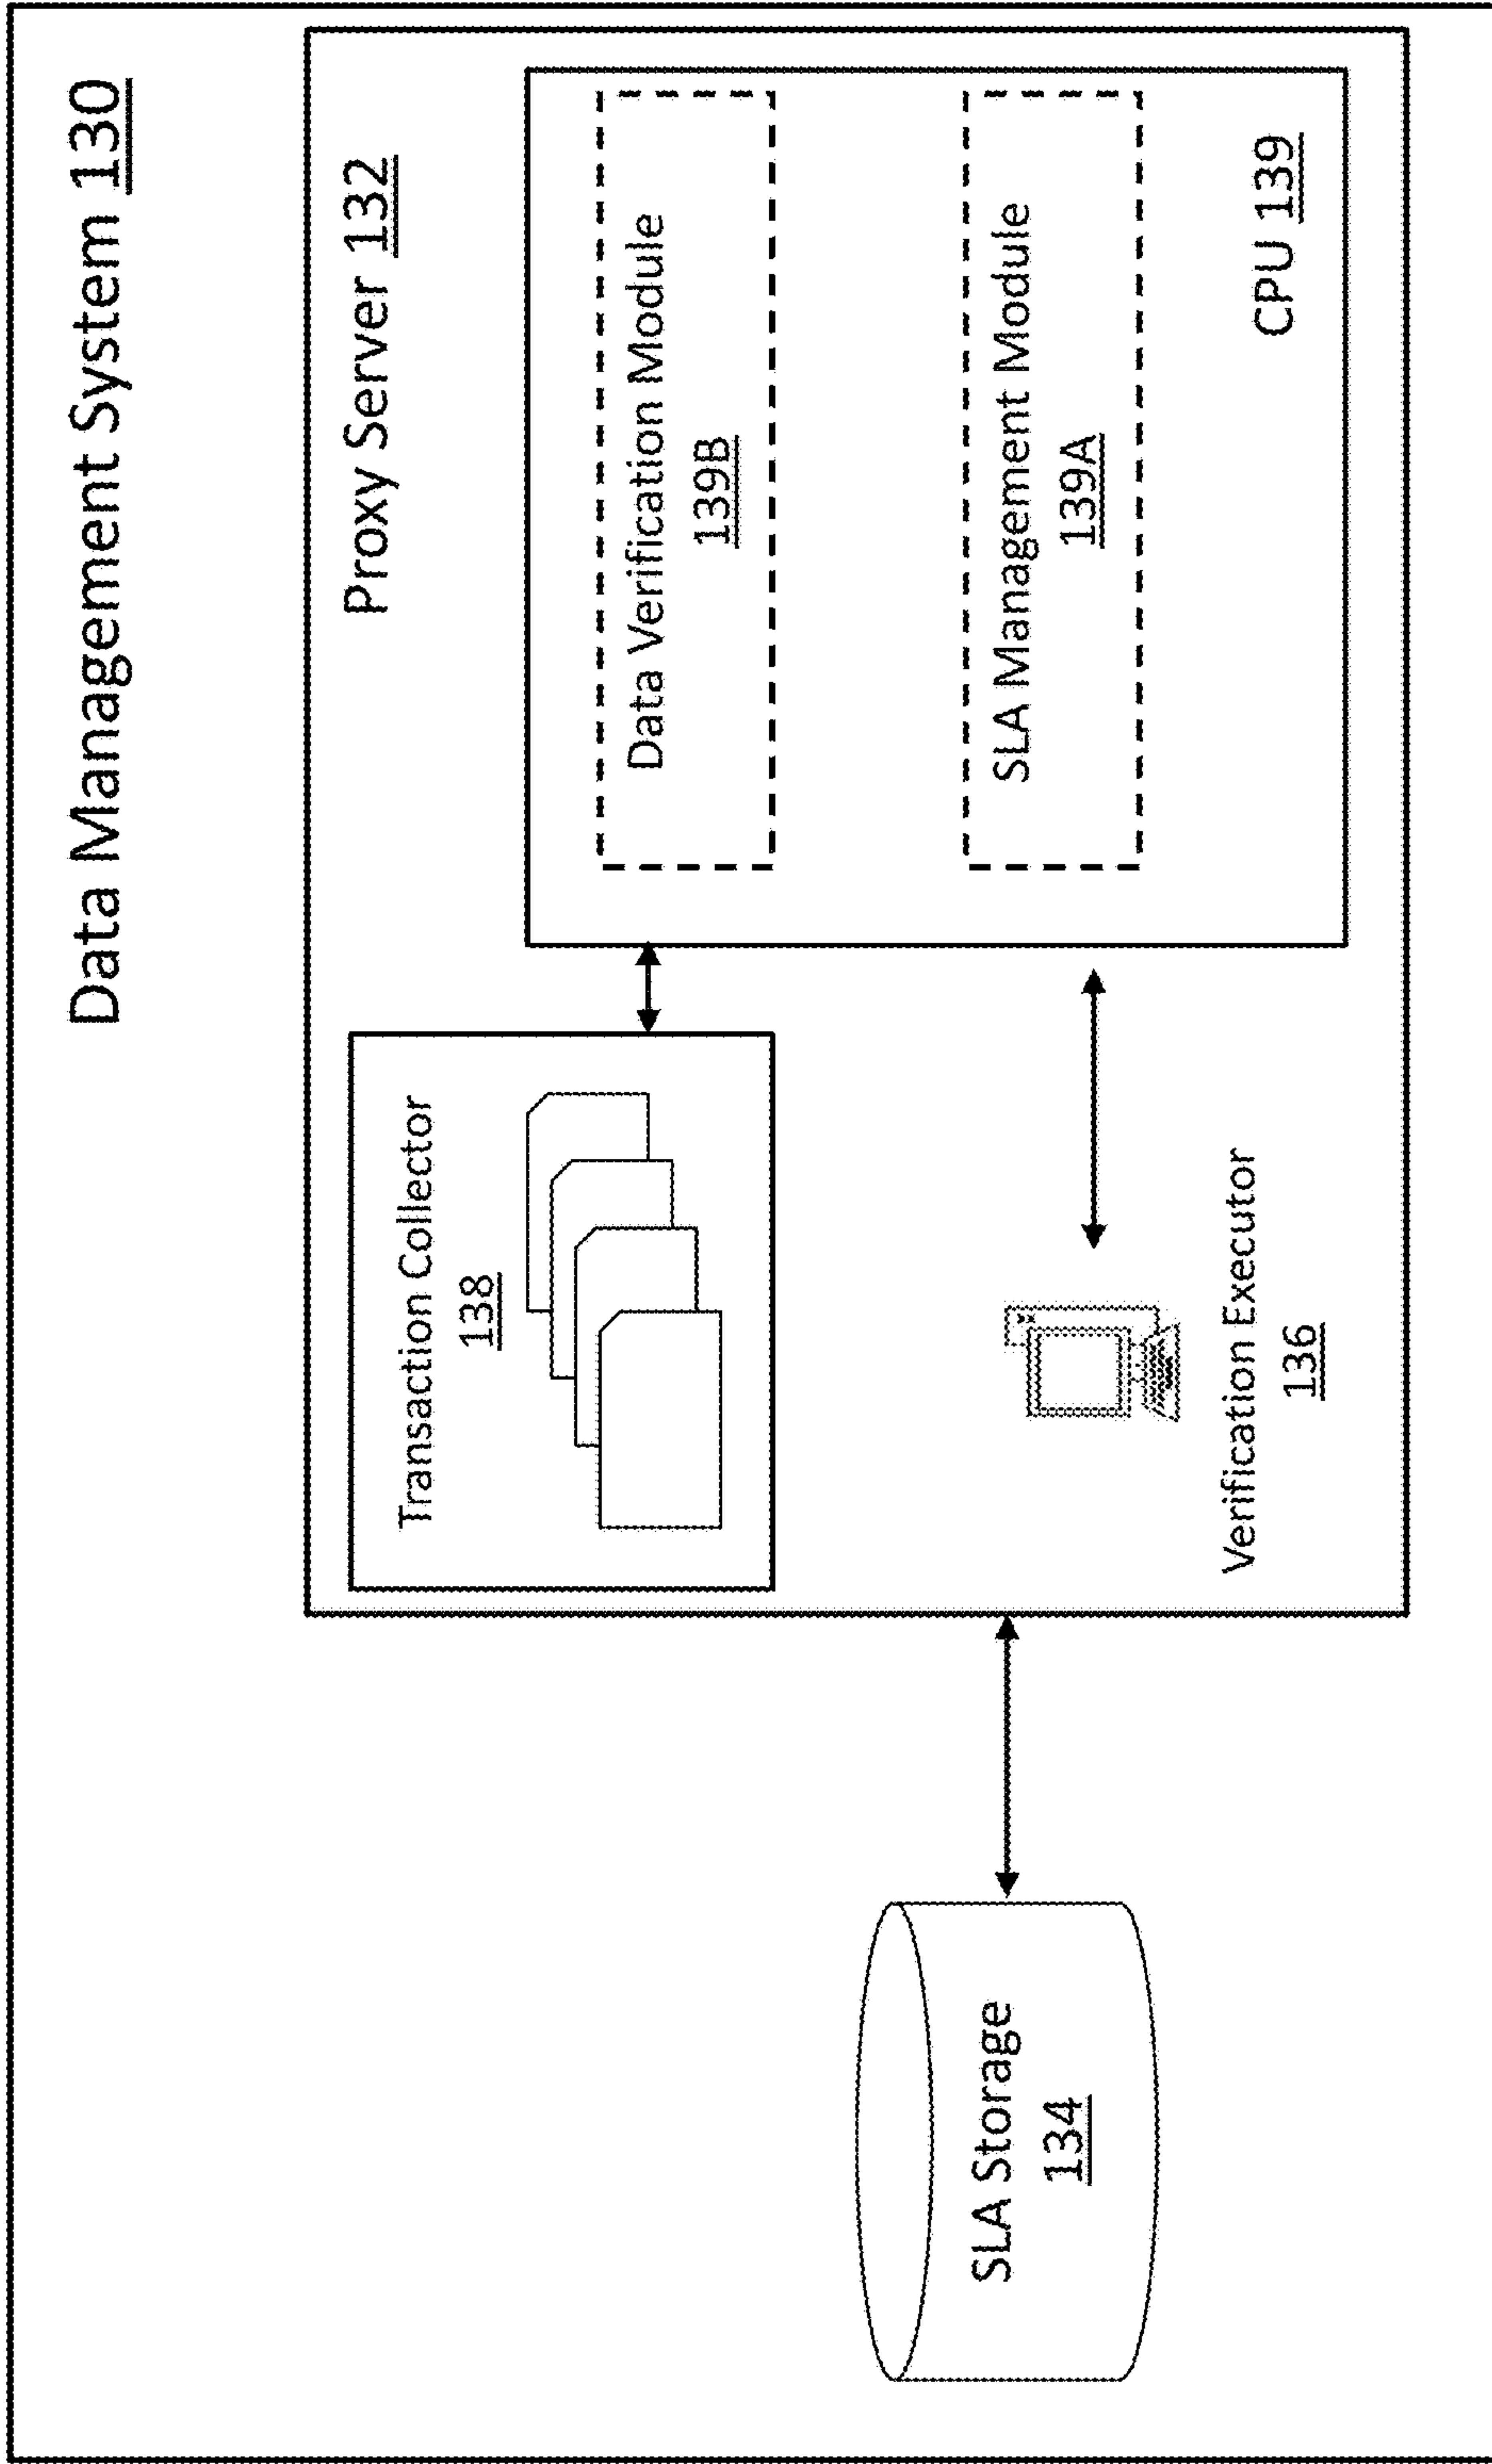 Data Management System 130
Proxy Server 132
Transaction Collector
138
Data Verification Module
139B
SLA Management Module
139A
CPU 139
Verification Executor
136
SLA Storage
134